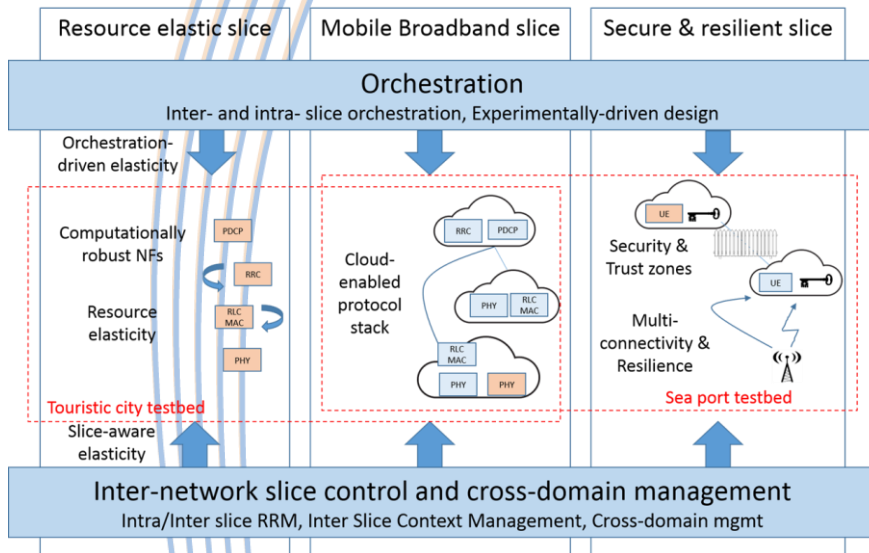 Resource elastic slice
Mobile Broadband slice
Secure & resilient slice
Orchestration
Inter- and intra- slice orchestration, Experimentally-driven design
Orchestration-
driven elasticity
Computationally
robust NFs
Resource
elasticity
PDCP
RRC
RLC
MAC
PHY
Touristic city testbed
Slice-aware
elasticity
Cloud-
enabled
protocol
stack
RRC
PDCP
PHY
RLC
MAC
RLC
MAC
PHY
PHY
UE
Security &
Trust zones
UE
Multi-
connectivity &
Resilience
Sea port testbed
Inter-network slice control and cross-domain management
Intra/Inter slice RRM, Inter Slice Context Management, Cross-domain mgmt